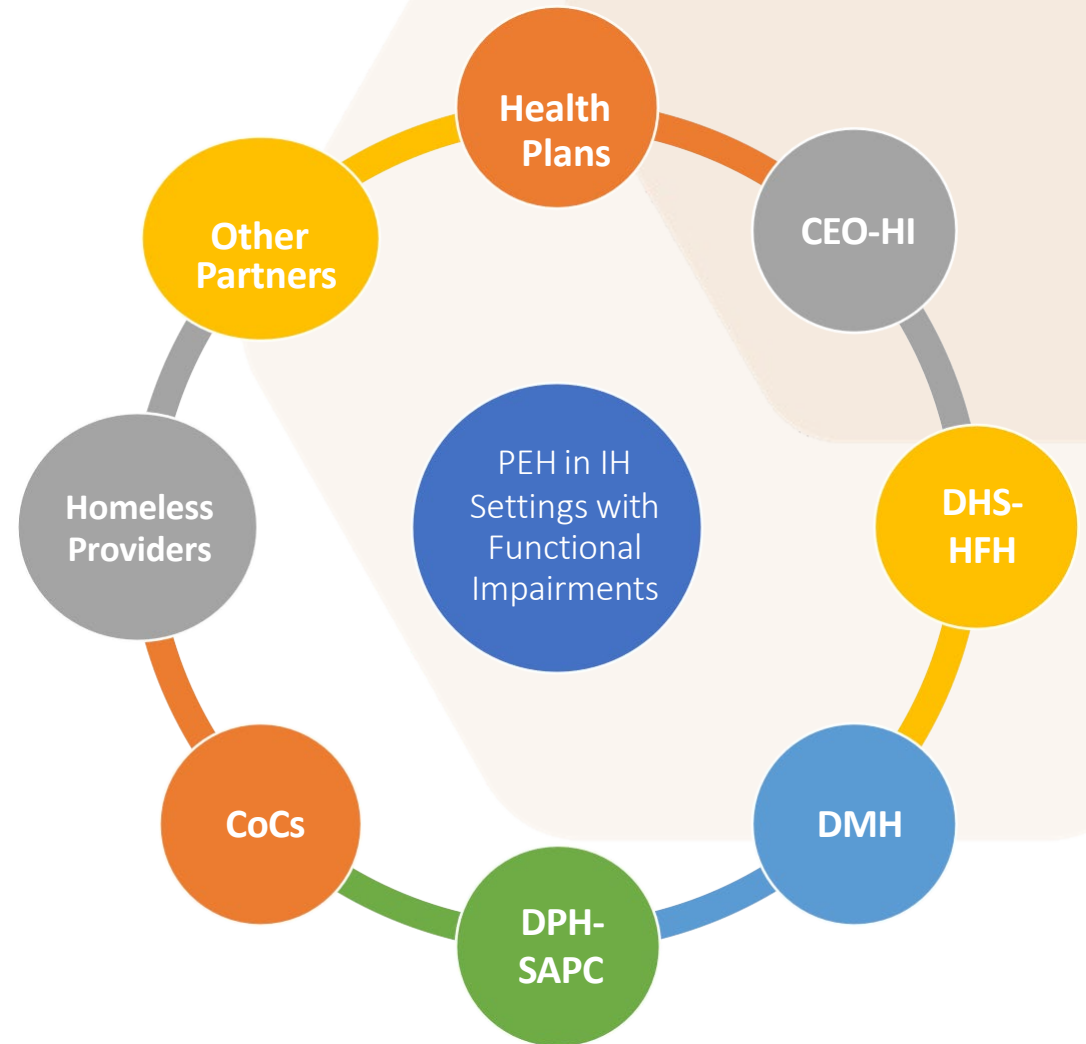 Health
Plans
CEO-HI
DHS-
HFH
DMH
DPH-
SAPC
CoCs
Homeless
Providers
Other
Partners
PEH in IH
Settings with
Functional
Impairments